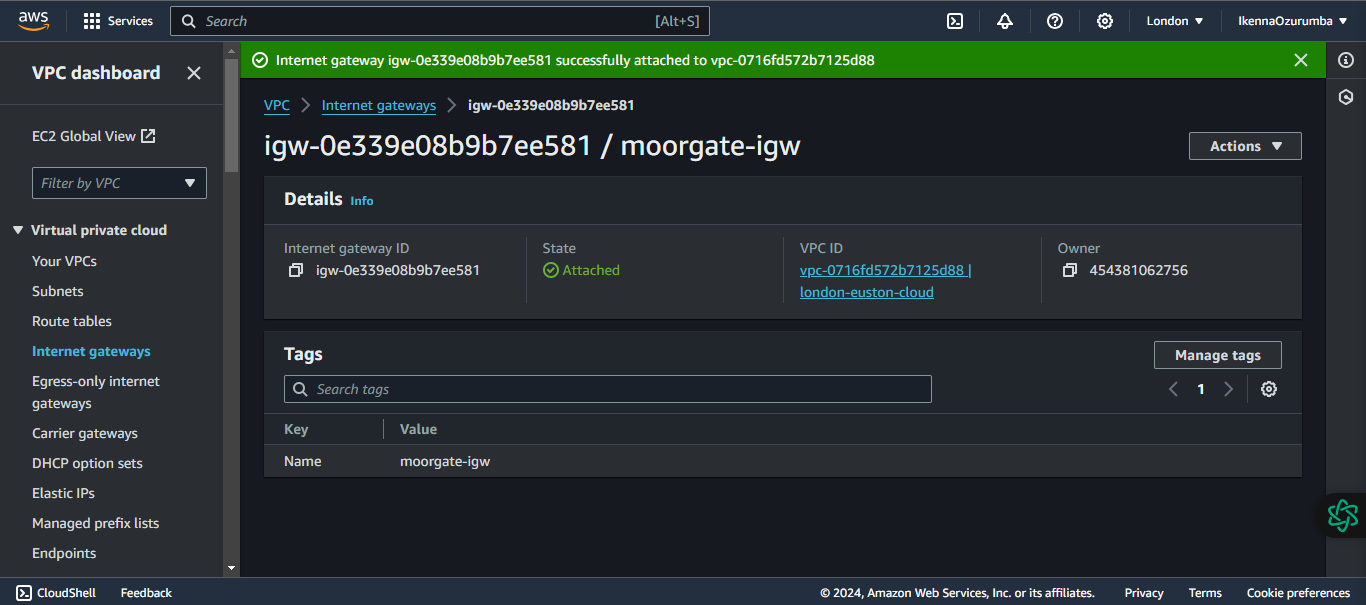 aws
Services
Search
[Alt+S]
London
IkennaOzurumba
VPC dashboard
EC2 Global View
Filter by VPC
Virtual private cloud
Your VPCs
Subnets
Route tables
Internet gateways
Egress-only internet
gateways
Carrier gateways
DHCP option sets
Elastic IPs
Managed prefix lists
Endpoints
Internet gateway igw-0e339e08b9b7ee581 successfully attached to vpc-0716fd572b7125d88
VPC
Internet gateways
igw-0e339e08b9b7ee581
igw-0e339e08b9b7ee581 / moorgate-igw
Actions
Details Info
Internet gateway ID
igw-0e339e08b9b7ee581
State
Attached
VPC ID
vpc-0716fd572b7125d88 |
london-euston-cloud
Owner
454381062756
Tags
Manage tags
Search tags
1
Key
Value
Name
moorgate-igw
CloudShell
Feedback
© 2024, Amazon Web Services, Inc. or its affiliates.
Privacy
Terms
Cookie preferences